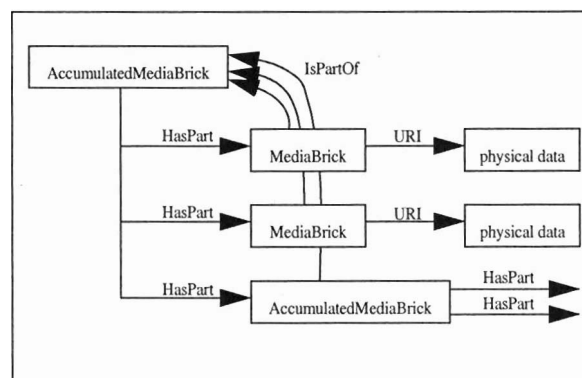 IsPartOf
AccumulatedMediaBrick
HasPart
URI
MediaBrick
physical data
HasPart
URI
MediaBrick
physical data
HasPart
HasPart
AccumulatedMediaBrick
HasPart